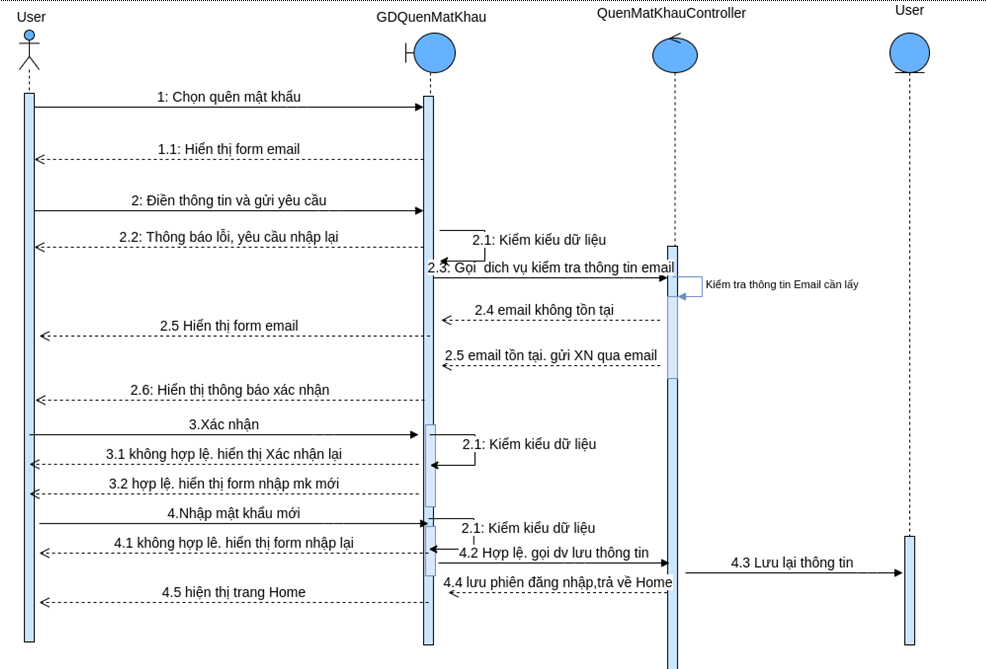 User
GDQuenMatKhau
QuenMatKhauController
User
1: Chọn quên mật khẩu
1.1: Hiển thị form email
2: Điền thông tin và gửi yêu cầu
2.2: Thông báo lỗi, yêu cầu nhập lại
2.1: Kiểm kiểu dữ liệu
2.3: Gọi dich vụ kiểm tra thông tin email
Kiểm tra thông tin Email cần lấy
2.4 email không tồn tại
2.5 Hiển thị form email
2.5 email tồn tại. gửi XN qua email
2.6: Hiển thị thông báo xác nhận
3.Xác nhận
2.1: Kiểm kiểu dữ liệu
3.1 không hợp lệ. hiển thị Xác nhận lại
3.2 hợp lệ. hiển thị form nhập mk mới
4.Nhập mật khẩu mới
2.1: Kiểm kiểu dữ liệu
4.1 không hợp lê. hiển thị form nhập lại
4.2 Hợp lệ. gọi dv lưu thông tin
4.3 Lưu lại thông tin
4.4 lưu phiên đăng nhập,trả về Home
4.5 hiện thị trang Home